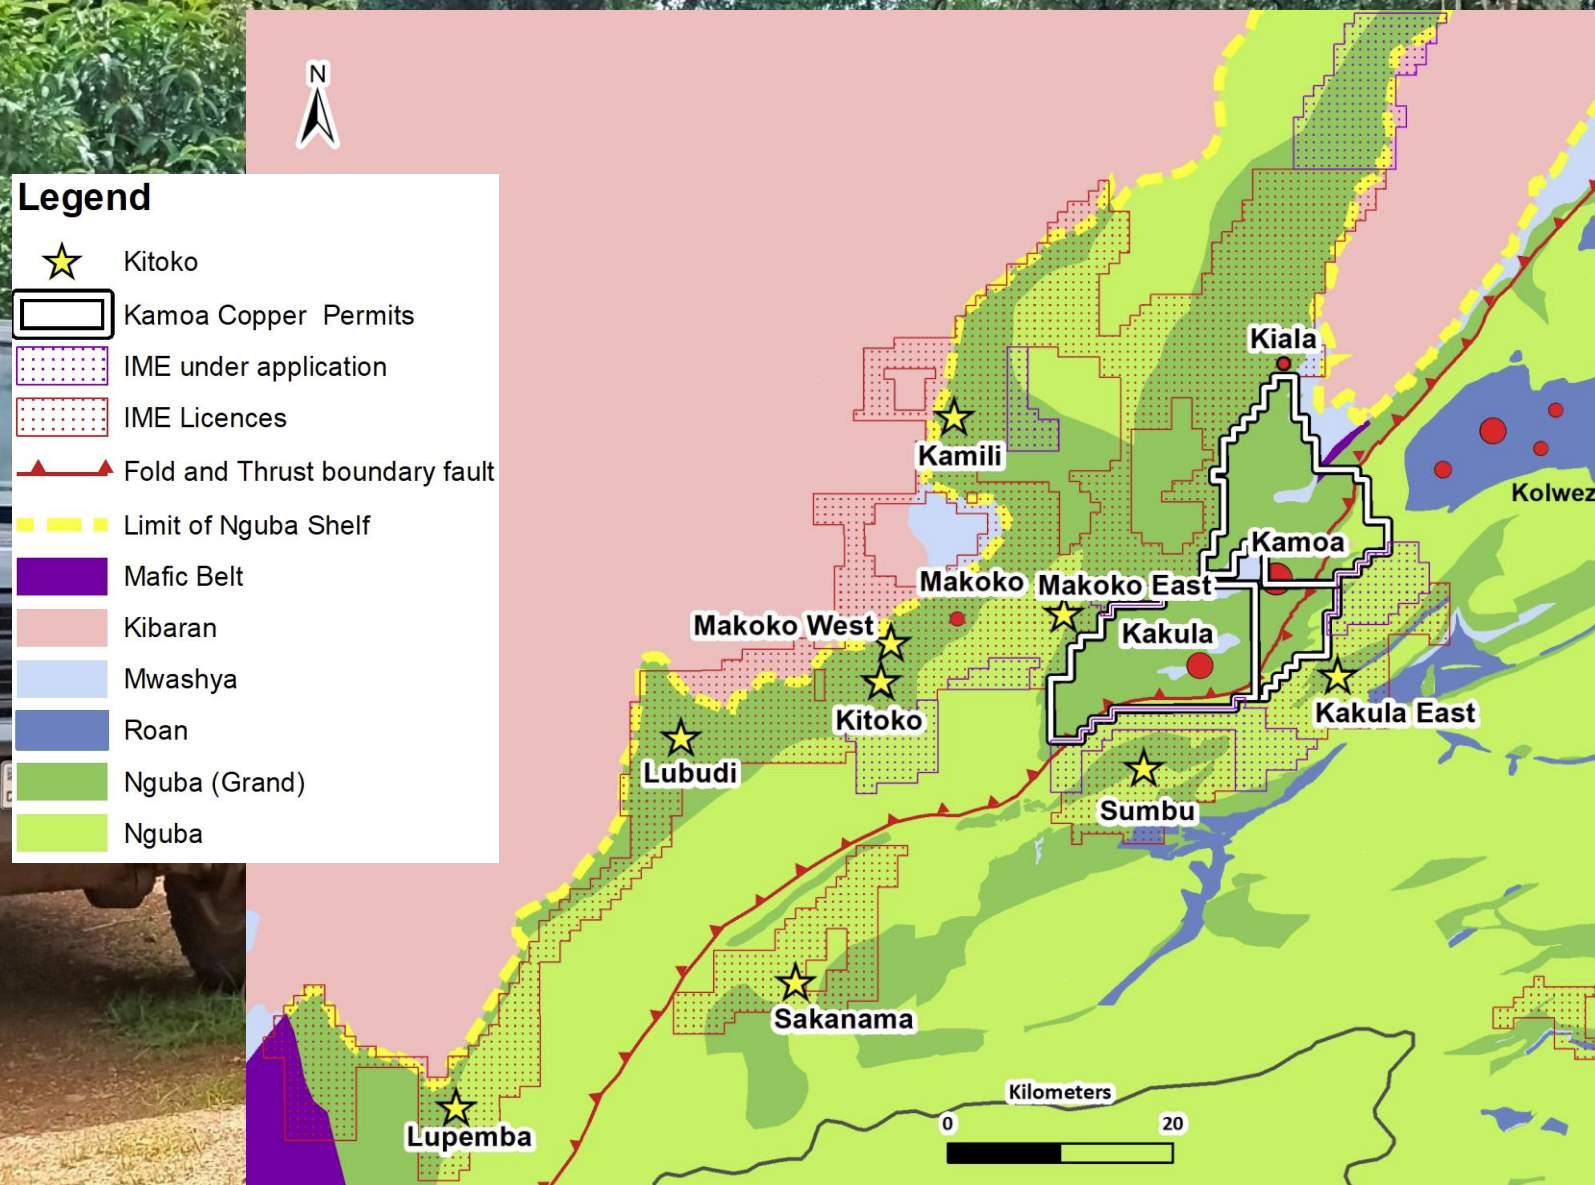 N
Legend
Kitoko
Kamoa Copper Permits
IME under application
IME Licences
Fold and Thrust boundary fault
Limit of Nguba Shelf
Mafic Belt
Kibaran
Mwashya
Roan
Nguba (Grand)
Nguba
Kiala
Kamili
Kolwez
Kamoa
Makoko
Makoko East
Makoko West
Kakula
Kitoko
Kakula East
Lubudi
Sumbu
Sakanama
Kilometers
0 20
Lupemba